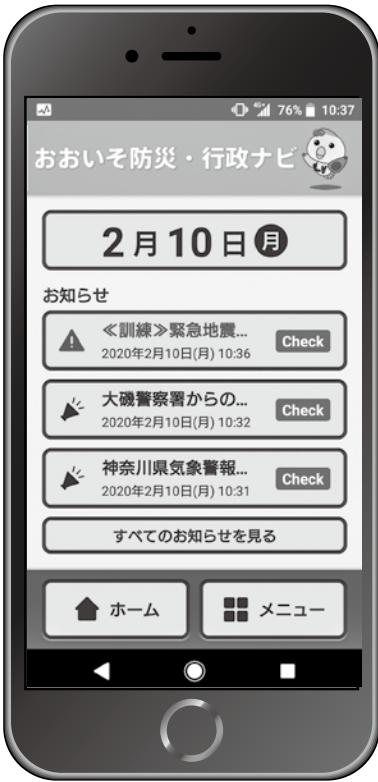 4G 76% 10:37
おおいそ防災・行政ナビ
2月10日月
お知らせ
≪訓練≫緊急地震...
2020年2月10日(月) 10:36
Check
大磯警察署からの...
2020年2月10日(月) 10:32
Check
神奈川県気象警報...
2020年2月10日(月) 10:31
Check
すべてのお知らせを見る
ホーム
メニュー